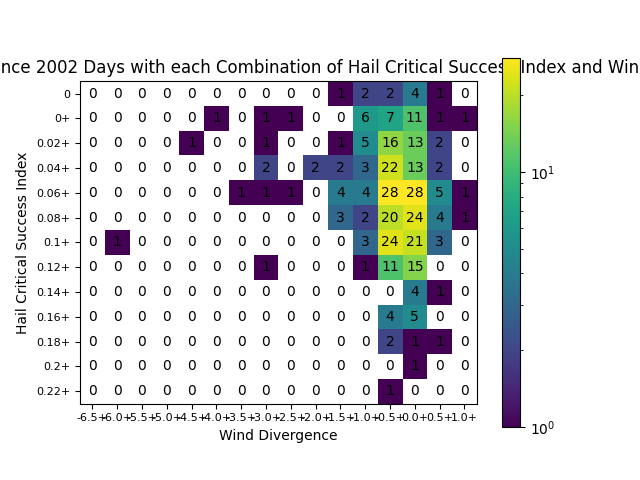 nce 2002 Days with each Combination of Hail Critical Success Index and Win
0 0 0 0 0 0 0 0 0 0 0 1 2 2 4 1 0
0+ 0 0 0 0 0 1 0 1 1 0 0 6 7 11 1 1
0.02+ 0 0 0 0 1 0 0 1 0 0 1 5 16 13 2 0
0.04+ 0 0 0 0 0 0 0 2 0 2 2 3 22 13 2 0
0.06+ 0 0 0 0 0 0 1 1 1 0 4 4 28 28 5 1
0.08+ 0 0 0 0 0 0 0 0 0 0 3 2 20 24 4 1
0.1+ 0 1 0 0 0 0 0 0 0 0 0 3 24 21 3 0
0.12+ 0 0 0 0 0 0 0 1 0 0 0 1 11 15 0 0
0.14+ 0 0 0 0 0 0 0 0 0 0 0 0 0 4 1 0
0.16+ 0 0 0 0 0 0 0 0 0 0 0 0 4 5 0 0
0.18+ 0 0 0 0 0 0 0 0 0 0 0 0 2 1 1 0
0.2+ 0 0 0 0 0 0 0 0 0 0 0 0 0 1 0 0
0.22+ 0 0 0 0 0 0 0 0 0 0 0 0 1 0 0 0
-6.5+ -6.0+ -5.5+ -5.0+ -4.5+ -4.0+ -3.5+ -3.0+ -2.5+ -2.0+ -1.5+ -1.0+ -0.5+ 0.0+ 0.5+ 1.0+
Wind Divergence
Hail Critical Success Index
10¹
10⁰